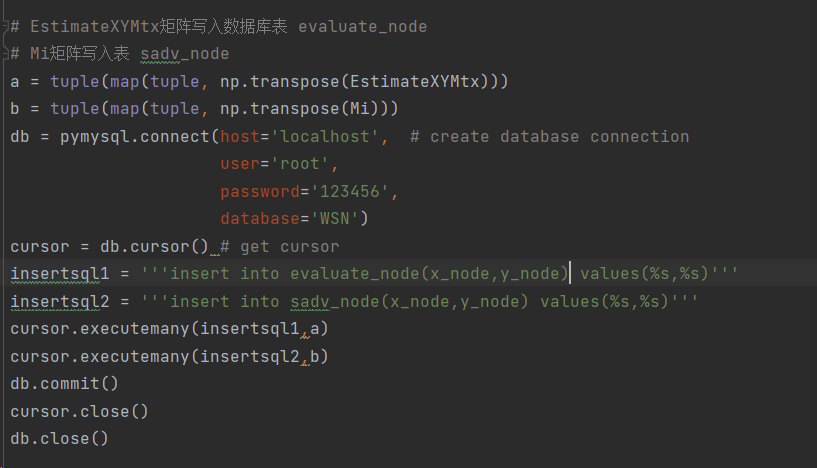 # EstimateXYMtx矩阵写入数据库表 evaluate_node
# Mi矩阵写入表 sadv_node
a = tuple(map(tuple, np.transpose(EstimateXYMtx)))
b = tuple(map(tuple, np.transpose(Mi)))
db = pymysql.connect(host='localhost',  # create database connection
                     user='root',
                     password='123456',
                     database='WSN')
cursor = db.cursor() # get cursor
insertsql1 = '''insert into evaluate_node(x_node,y_node) values(%s,%s)'''
insertsql2 = '''insert into sadv_node(x_node,y_node) values(%s,%s)'''
cursor.executemany(insertsql1,a)
cursor.executemany(insertsql2,b)
db.commit()
cursor.close()
db.close()